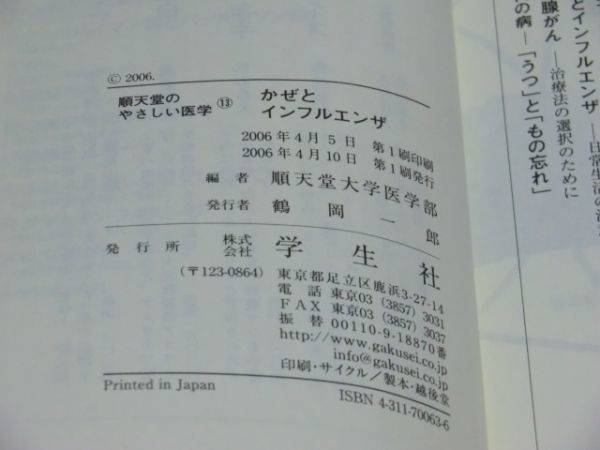 © 2006.
順天堂の
やさしい医学 ⑬ かぜと
インフルエンザ
2006年4月5日 第1刷印刷
2006年4月10日 第1刷発行
編者 順天堂大学医学部
発行者 鶴岡一郎
発行所 株式会社 学生社
(〒123-0864) 東京都足立区鹿浜3-27-14
電話 東京03 (3857) 3031
FAX 東京03 (3857) 3037
振替 00110-9-18870番
http://www.gakusei.co.jp
info@gakusei.co.jp
印刷・サイクル/製本・越後堂
Printed in Japan
ISBN 4-311-70063-6
とインフルエンザ ―日常生活の
腺がん ―治療法の選択のために
の病―「うつ」と「もの忘れ」